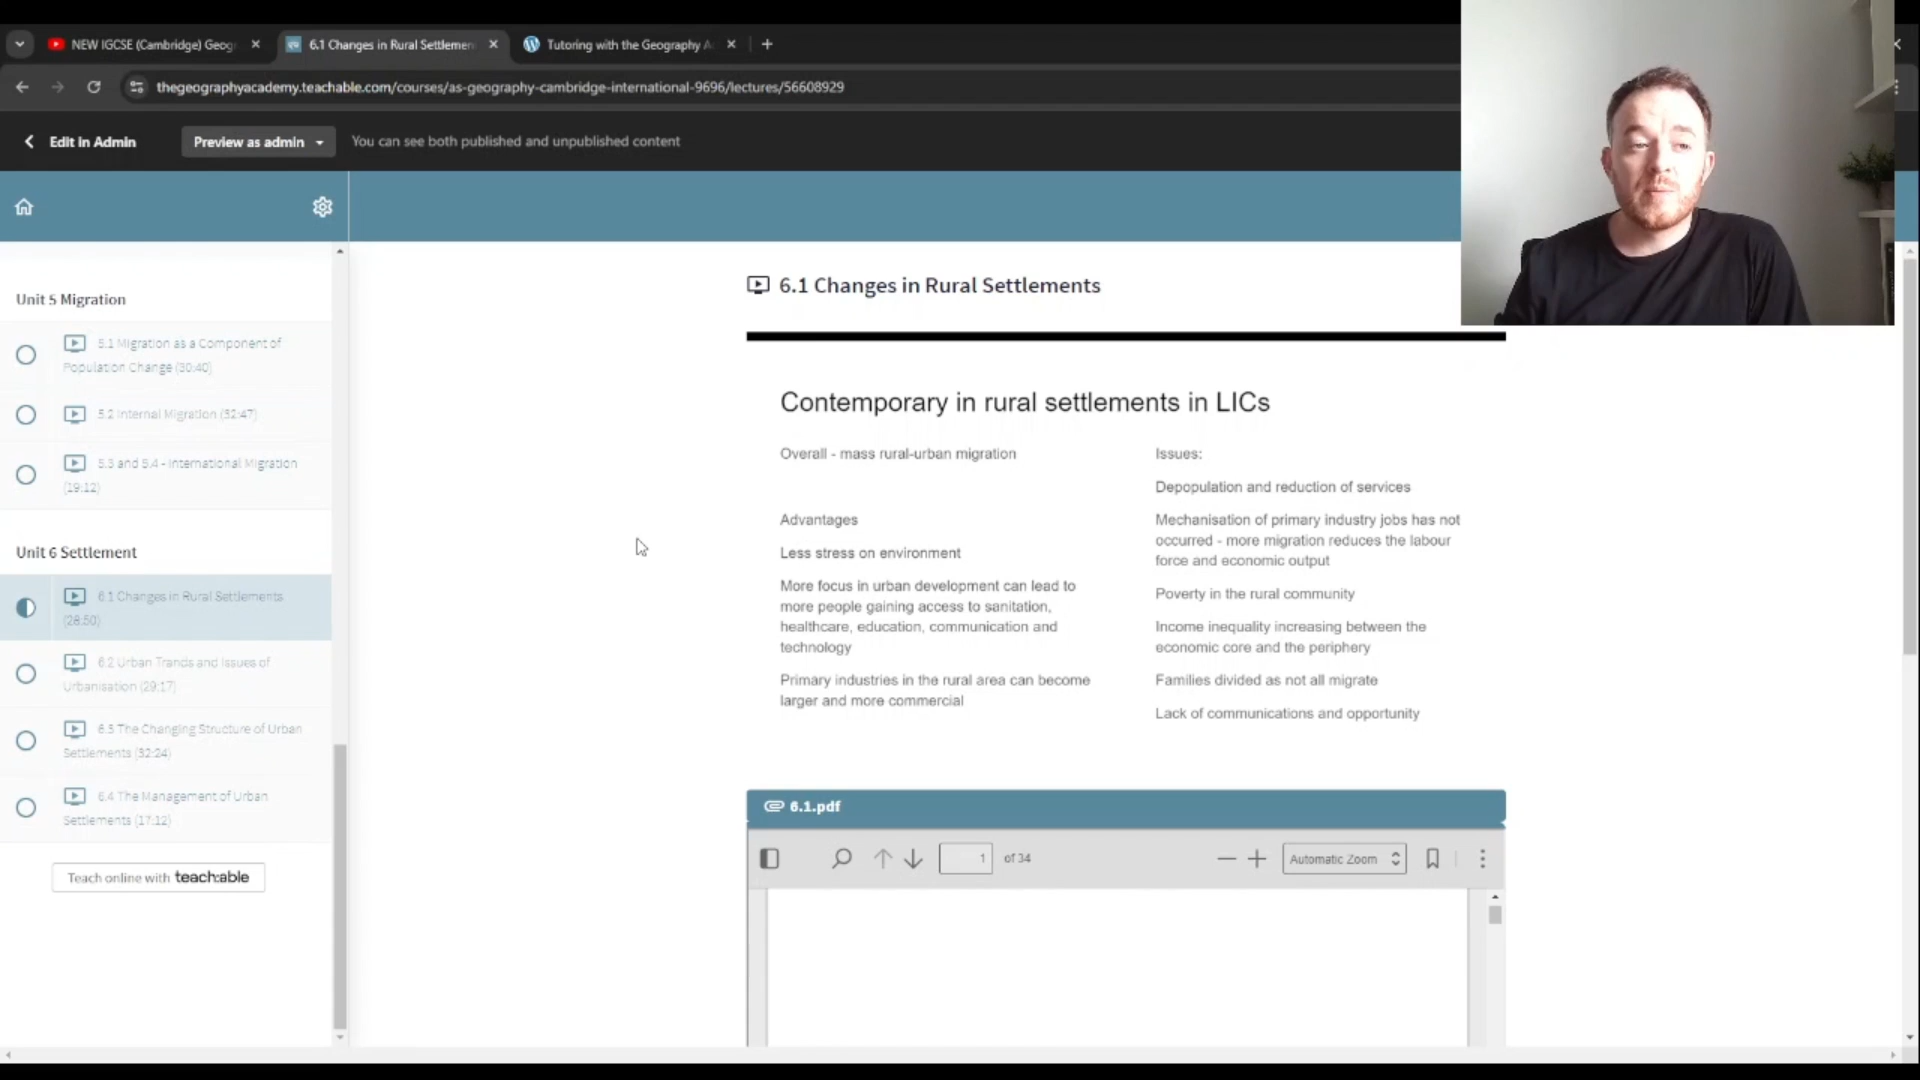 NEW IGCSE (Cambridge) Geog
6.1 Changes in Rural Settlemen
Tutoring with the Geography A
thegeographyacademy.teachable.com/courses/as-geography-cambridge-international-9696/lectures/56608929
Edit in Admin
Preview as admin
You can see both published and unpublished content
Unit 5 Migration
5.1 Migration as a Component of
Population Change (30:40)
5.2 Internal Migration (32:47)
5.3 and 5.4 - International Migration
(19:12)
Unit 6 Settlement
6.1 Changes in Rural Settlements
(28:50)
6.2 Urban Trands and Issues of
Urbanisation (29:17)
6.3 The Changing Structure of Urban
Settlements (32:24)
6.4 The Management of Urban
Settlements (17:12)
Teach online with teach:able
6.1 Changes in Rural Settlements
Contemporary in rural settlements in LICs
Overall - mass rural-urban migration
Advantages
Less stress on environment
More focus in urban development can lead to
more people gaining access to sanitation,
healthcare, education, communication and
technology
Primary industries in the rural area can become
larger and more commercial
Issues:
Depopulation and reduction of services
Mechanisation of primary industry jobs has not
occurred - more migration reduces the labour
force and economic output
Poverty in the rural community
Income inequality increasing between the
economic core and the periphery
Families divided as not all migrate
Lack of communications and opportunity
6.1.pdf
1 of 34
Automatic Zoom